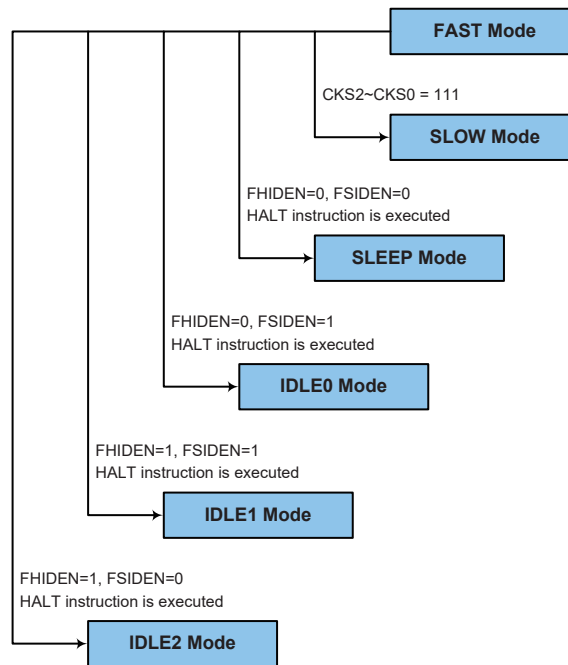 FAST Mode
CKS2~CKS0 = 111
SLOW Mode
FHIDEN=0, FSIDEN=0
HALT instruction is executed
SLEEP Mode
FHIDEN=0, FSIDEN=1
HALT instruction is executed
IDLE0 Mode
FHIDEN=1, FSIDEN=1
HALT instruction is executed
IDLE1 Mode
FHIDEN=1, FSIDEN=0
HALT instruction is executed
IDLE2 Mode